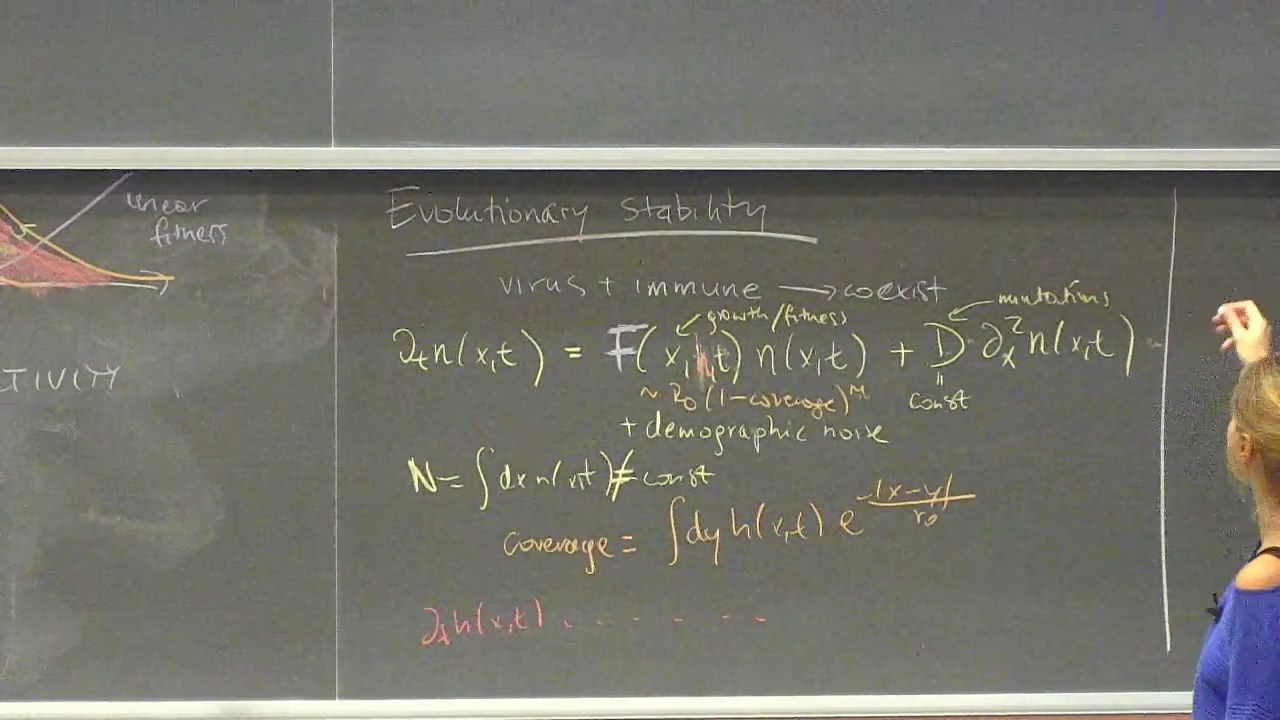 linear
fitness
TIVITY
Evolutionary Stability
virus + immune → coexist
growth/fitness
mutations
∂ₜn(x,t) = F(x,h,t) n(x,t) + D ∂ₓ²n(x,t)
~ R₀(1-coverage)ᴹ
= const
+ demographic noise
N = ∫dx n(x,t) ≠ const
coverage = ∫dy h(x,t) e^(-|x-y|/r₀)
∂ₜh(x,t) . . . . . . .